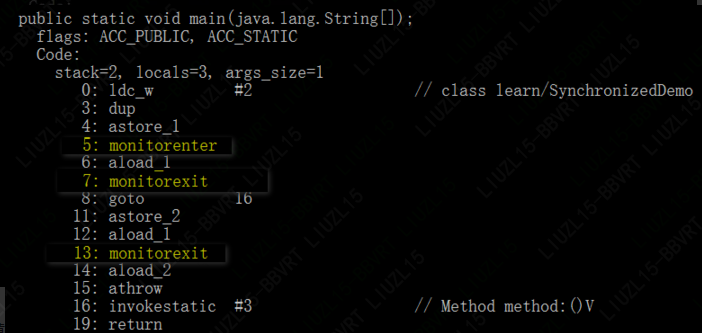 public static void main(java.lang.String[]);
flags: ACC_PUBLIC, ACC_STATIC
Code:
stack=2, locals=3, args_size=1
0: ldc_w #2 // class learn/SynchronizedDemo
3: dup
4: astore_1
5: monitorenter
6: aload_1
7: monitorexit
8: goto 16
11: astore_2
12: aload_1
13: monitorexit
14: aload_2
15: athrow
16: invokestatic #3 // Method method:()V
19: return